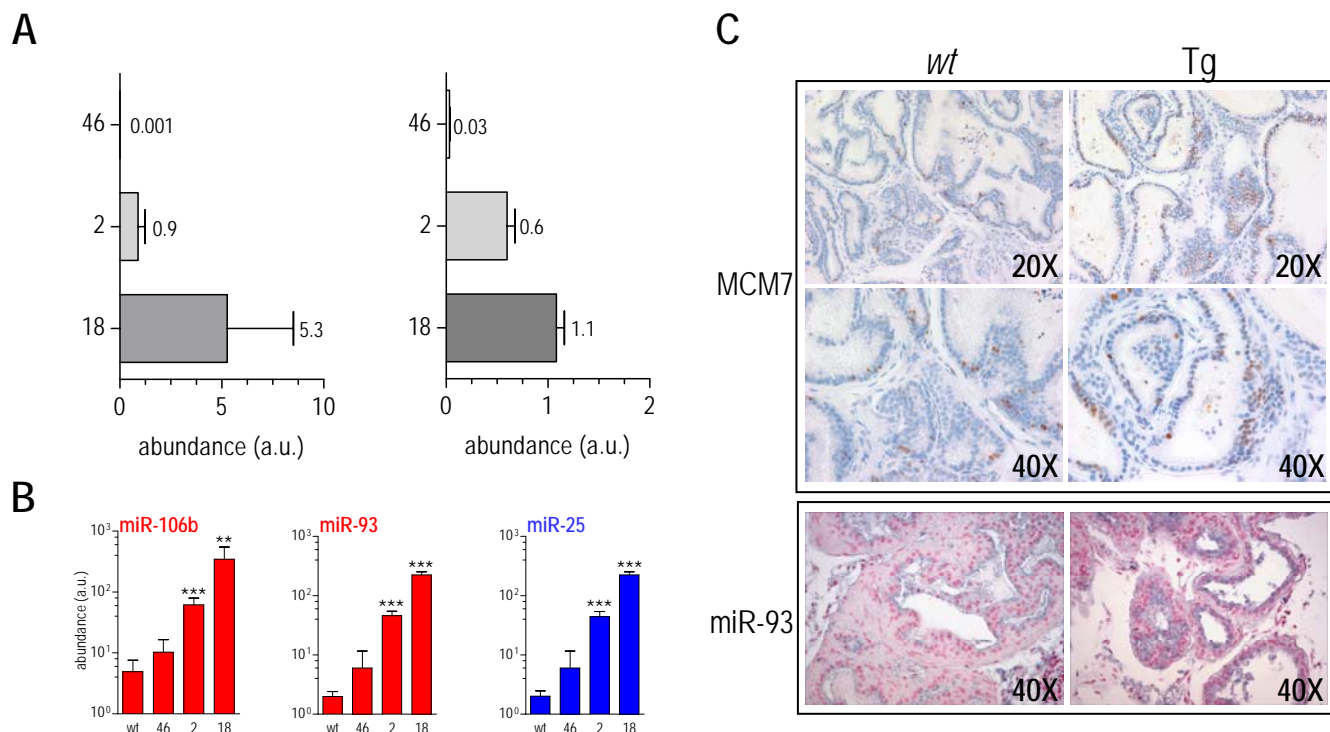 A
46
0.001
2
0.9
18
5.3
0
5
10
abundance (a.u.)
46
0.03
2
0.6
18
1.1
0
1
2
abundance (a.u.)
B
miR-106b
abundance (a.u.)
10³
10²
10¹
10⁰
***
**
wt 46 2 18
miR-93
10³
10²
10¹
10⁰
***
***
wt 46 2 18
miR-25
10³
10²
10¹
10⁰
***
***
wt 46 2 18
C
wt Tg
MCM7
20X 20X
40X 40X
miR-93
40X 40X